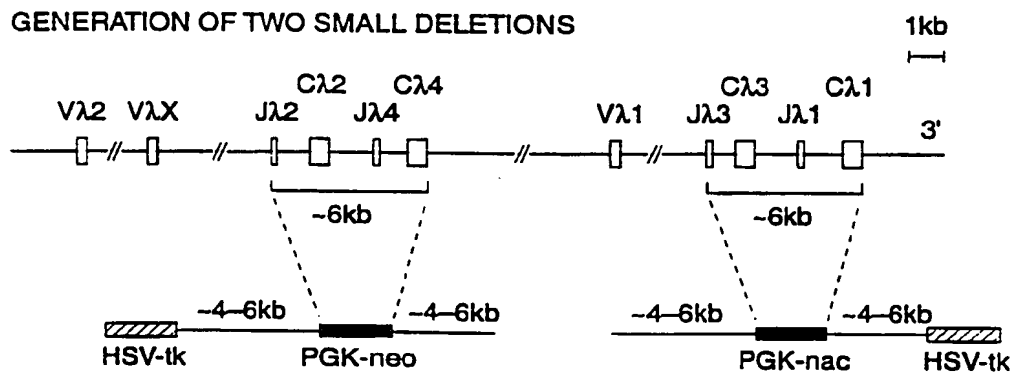 GENERATION OF TWO SMALL DELETIONS
1kb
Cλ2 Cλ4 Cλ3 Cλ1
Vλ2 VλX Jλ2 Jλ4 Vλ1 Jλ3 Jλ1 3'
~6kb ~6kb
~4–6kb ~4–6kb ~4–6kb ~4–6kb
HSV-tk PGK-neo PGK-nac HSV-tk